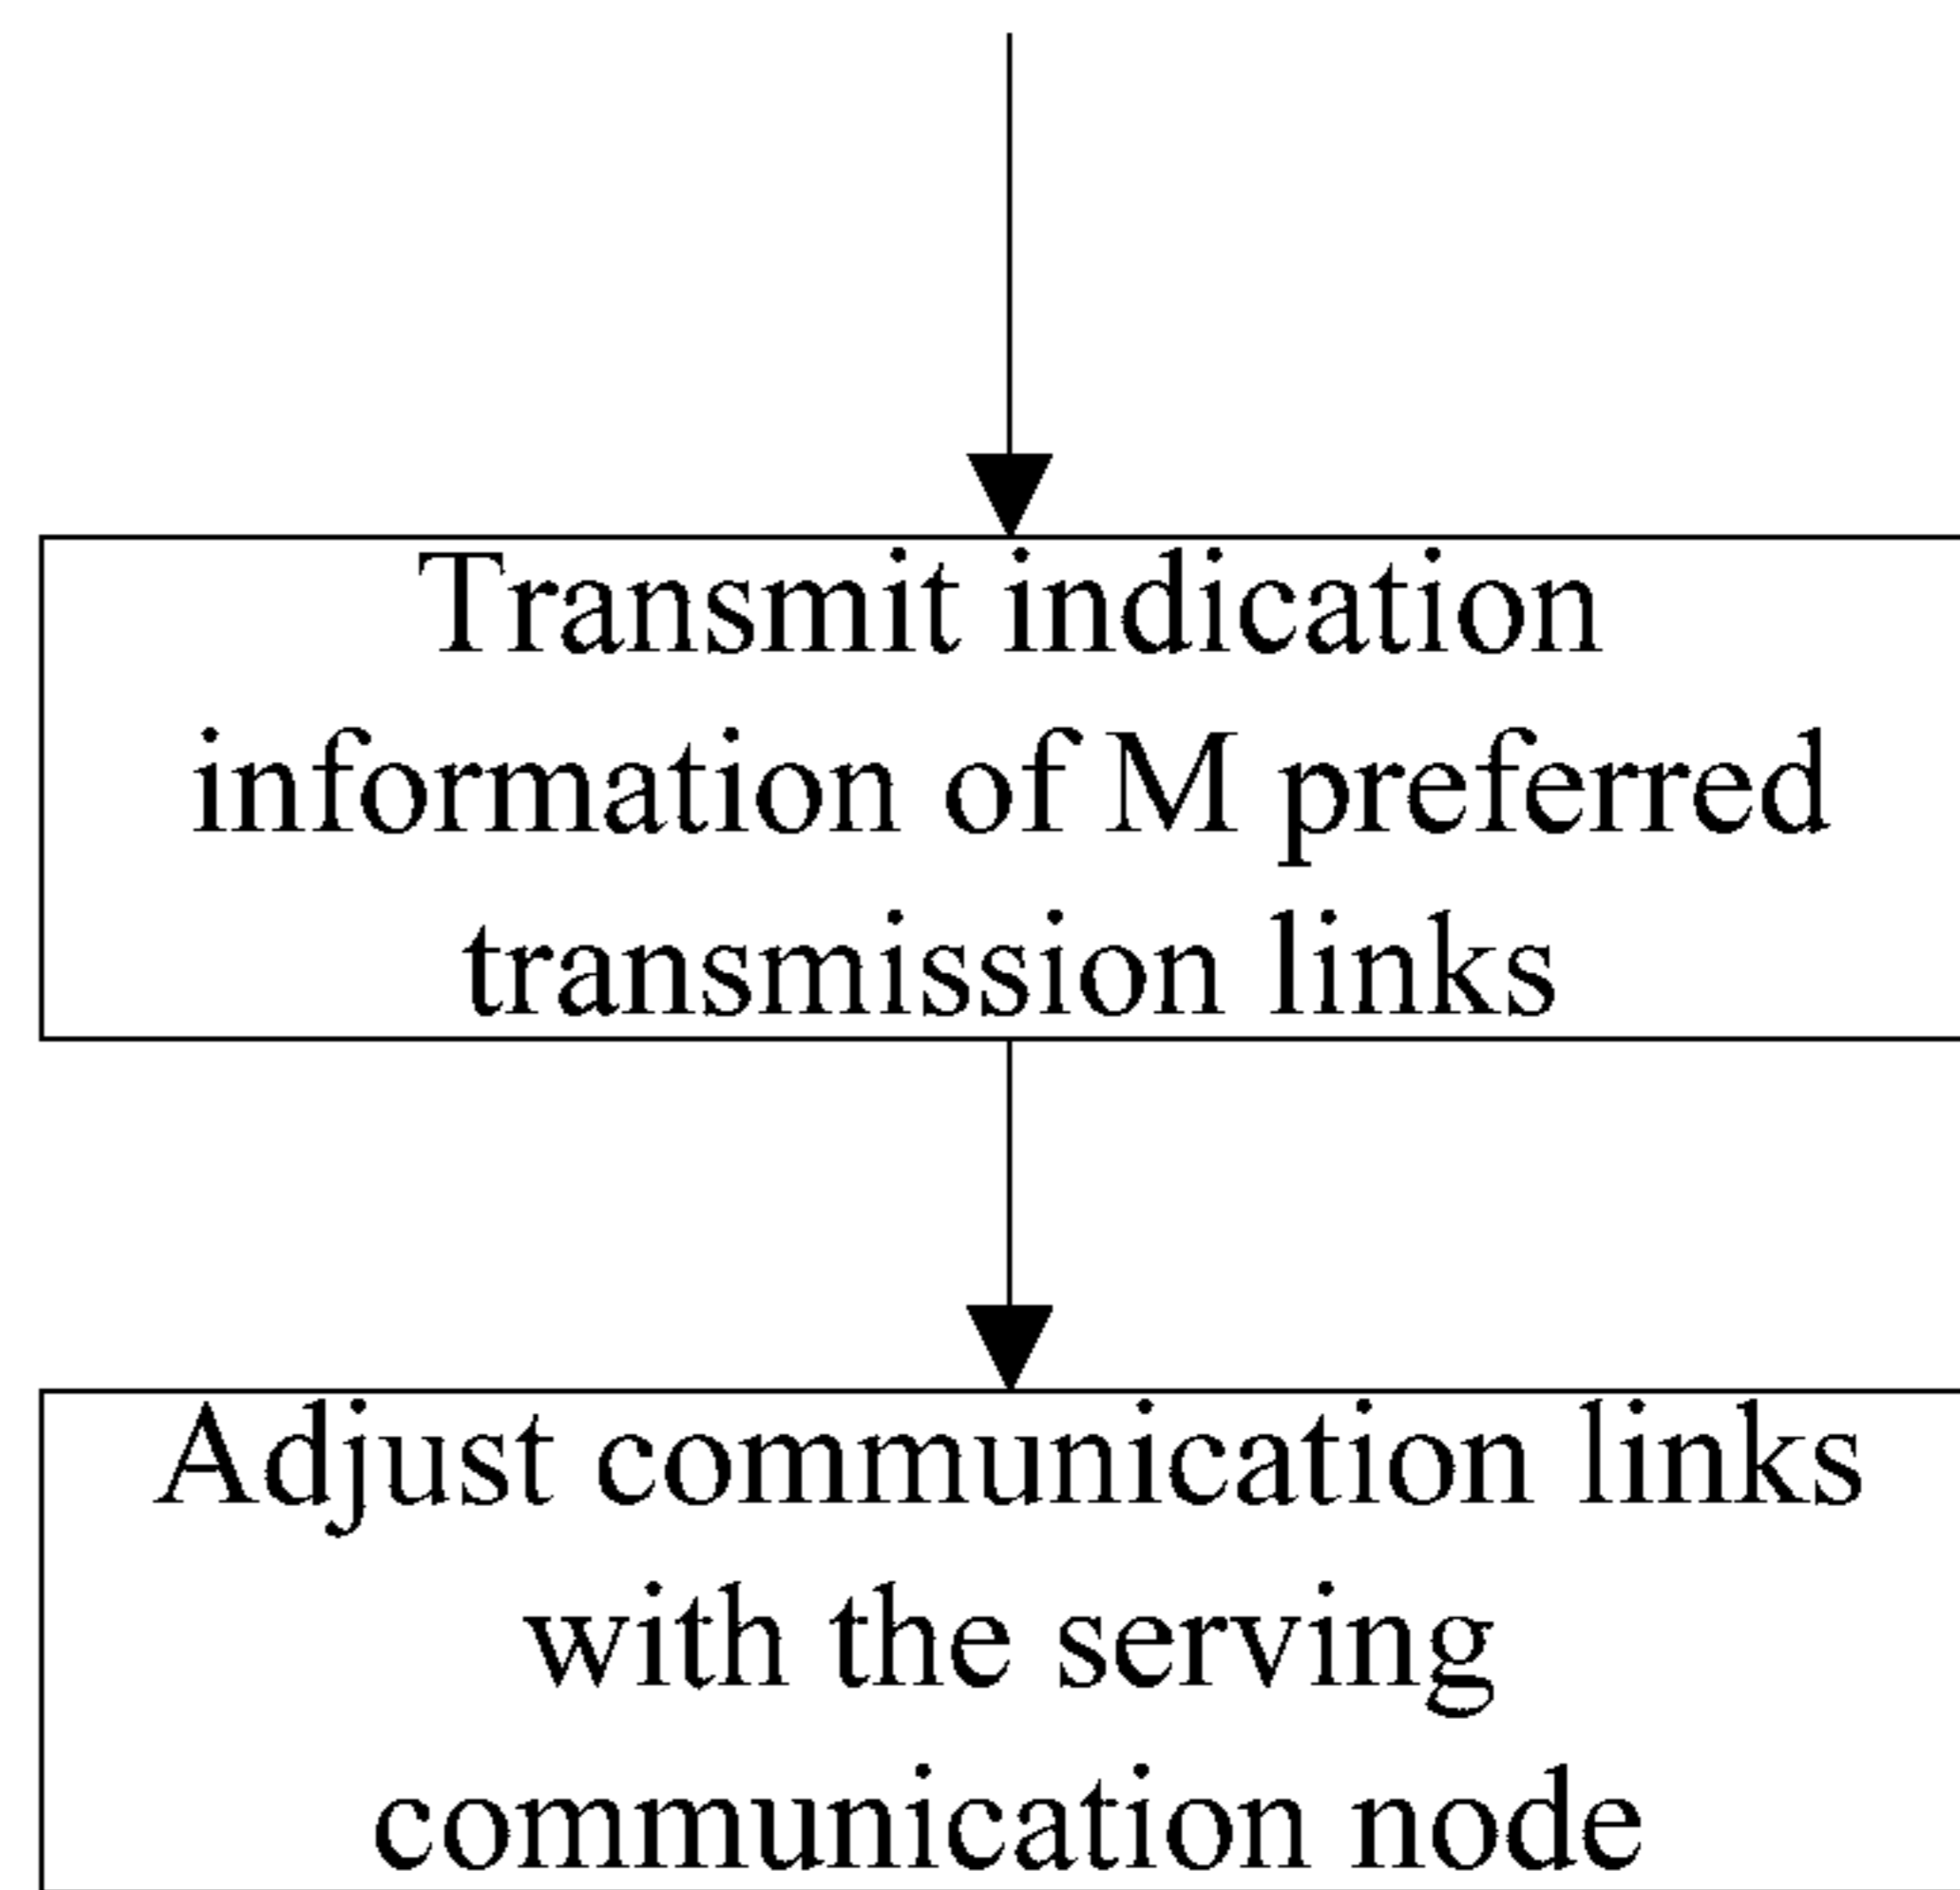 Transmit indication
information of M preferred
transmission links
Adjust communication links
with the serving
communication node